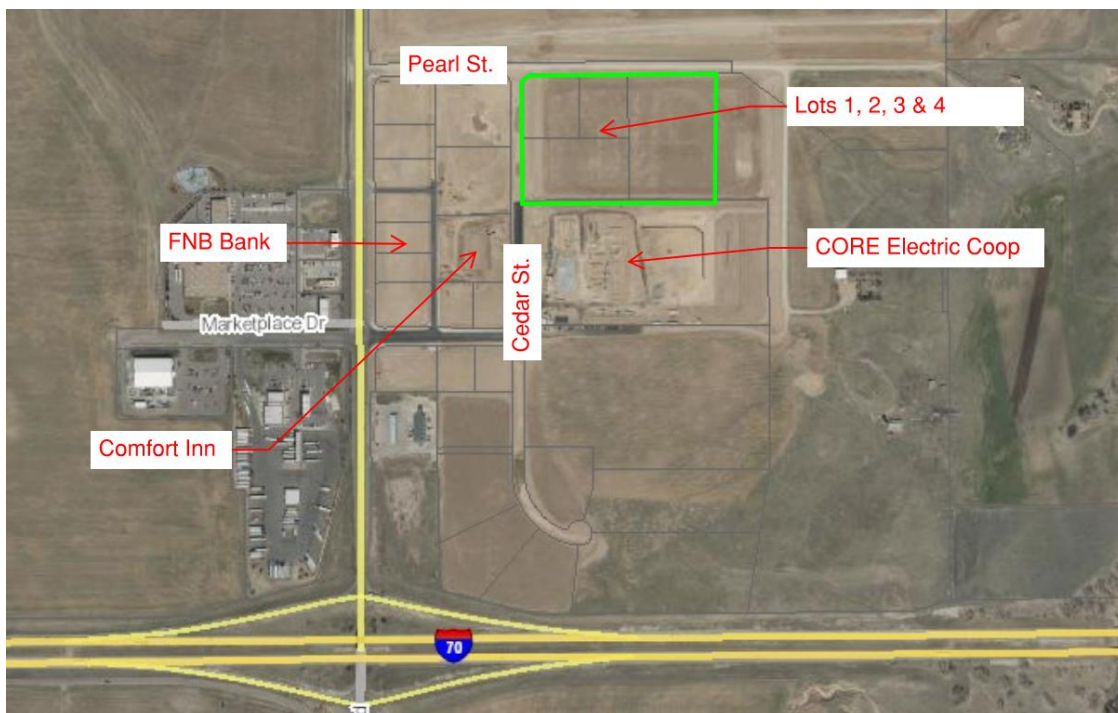 Pearl St.
Lots 1, 2, 3 & 4
FNB Bank
CORE Electric Coop
Cedar St.
Marketplace Dr
Comfort Inn
70